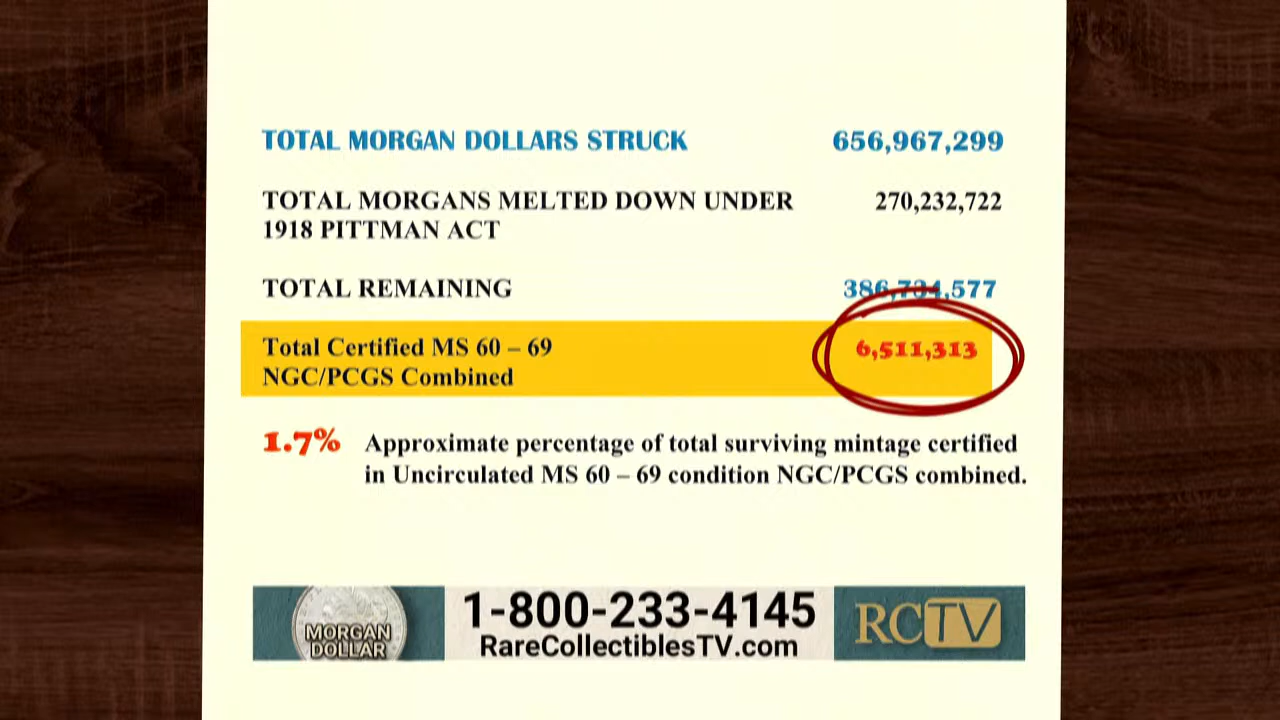 TOTAL MORGAN DOLLARS STRUCK 656,967,299
TOTAL MORGANS MELTED DOWN UNDER 270,232,722
1918 PITTMAN ACT
TOTAL REMAINING 386,734,577
Total Certified MS 60 – 69 6,511,313
NGC/PCGS Combined
1.7% Approximate percentage of total surviving mintage certified
in Uncirculated MS 60 – 69 condition NGC/PCGS combined.
MORGAN
DOLLAR
1-800-233-4145
RareCollectiblesTV.com
RCTV